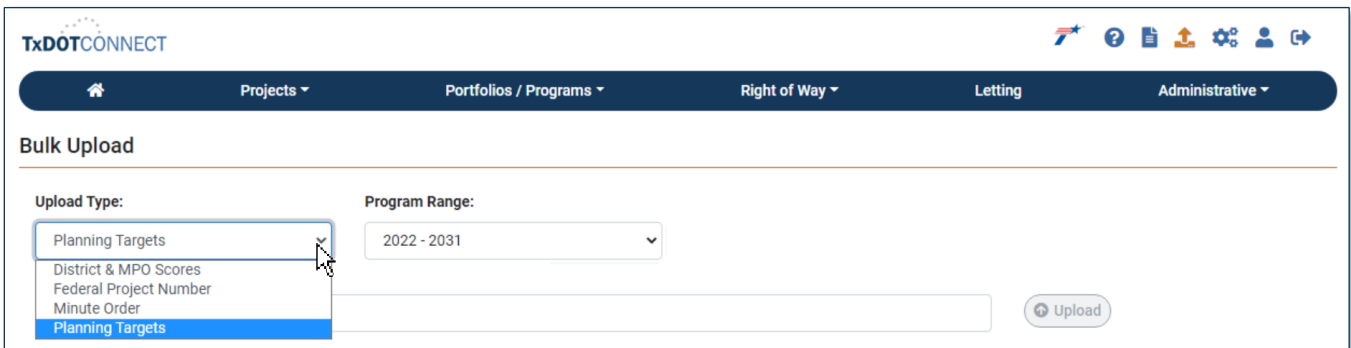 TxDOTCONNECT
Projects Portfolios / Programs Right of Way Letting Administrative
Bulk Upload
Upload Type: Program Range:
Planning Targets 2022 - 2031
District & MPO Scores
Federal Project Number
Minute Order
Planning Targets
Upload